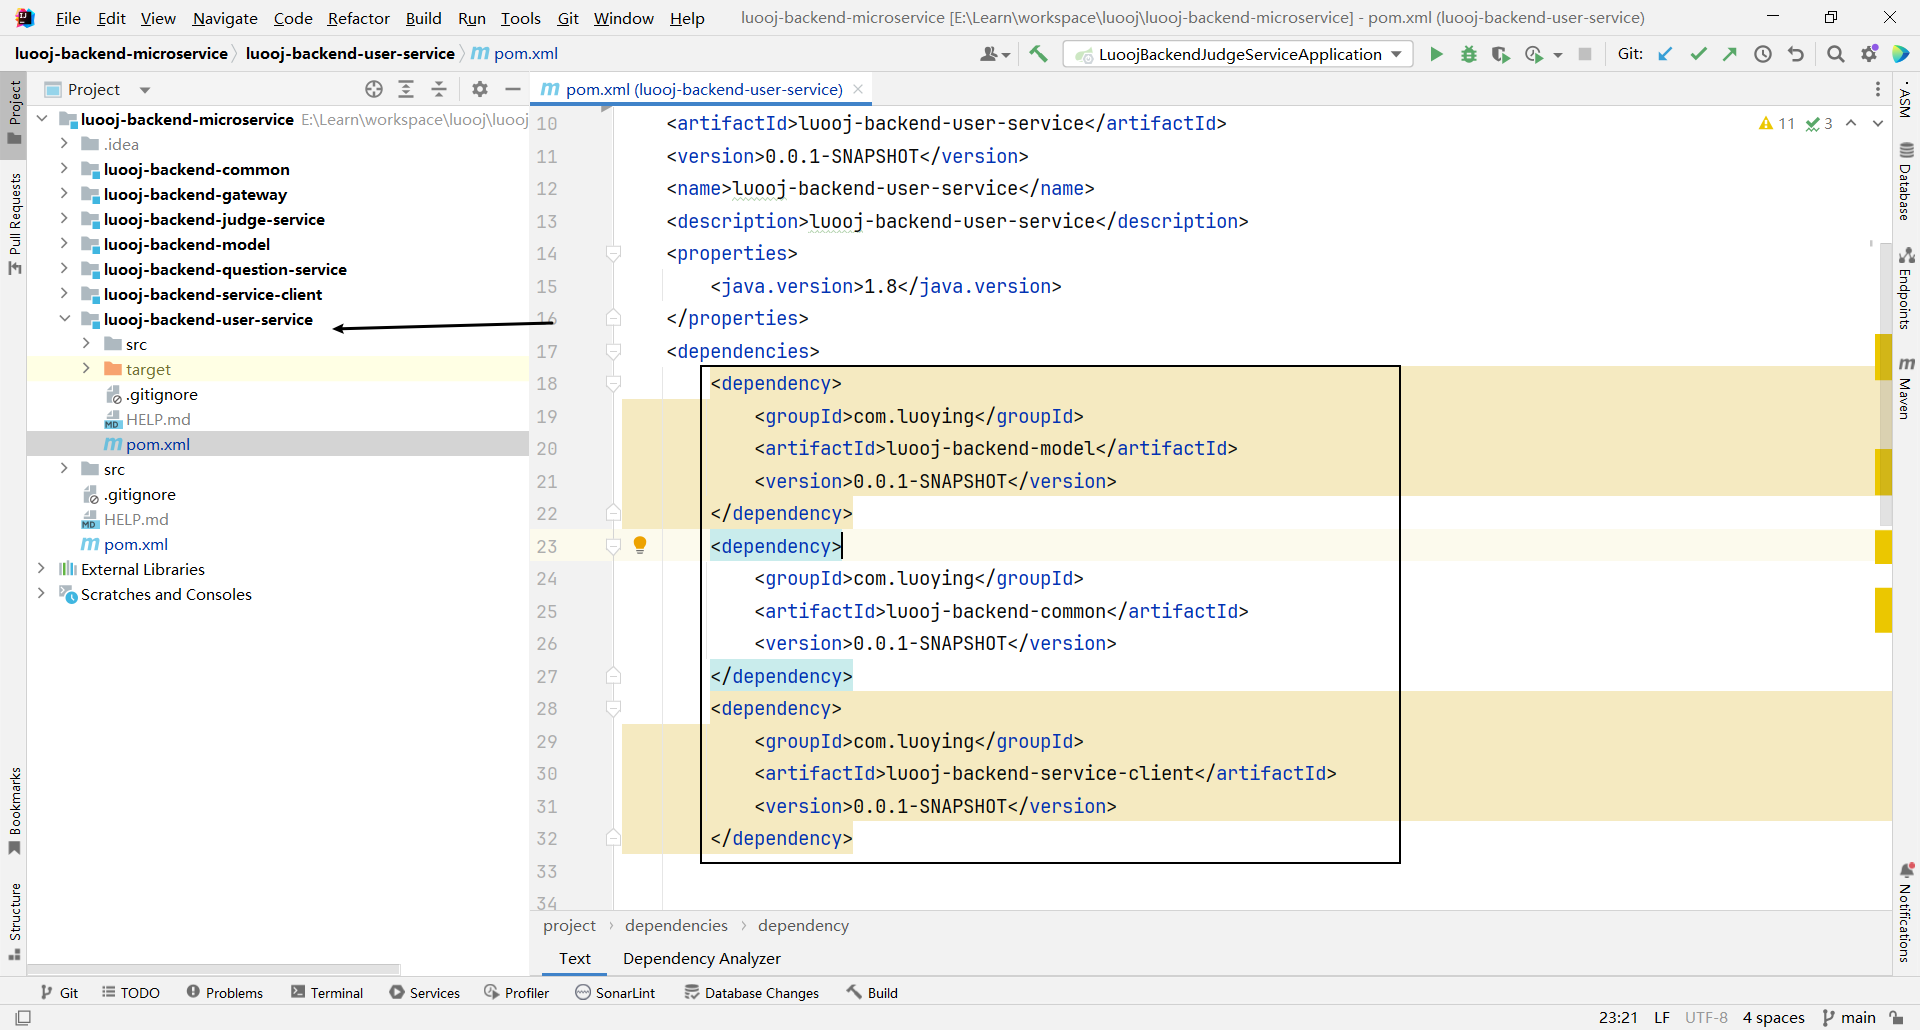 File Edit View Navigate Code Refactor Build Run Tools Git Window Help luooj-backend-microservice [E:\Learn\workspace\luooj\luooj-backend-microservice] - pom.xml (luooj-backend-user-service)
luooj-backend-microservice luooj-backend-user-service pom.xml LuoojBackendJudgeServiceApplication Git:
Project
pom.xml (luooj-backend-user-service)
luooj-backend-microservice E:\Learn\workspace\luooj\luooj
.idea
luooj-backend-common
luooj-backend-gateway
luooj-backend-judge-service
luooj-backend-model
luooj-backend-question-service
luooj-backend-service-client
luooj-backend-user-service
src
target
.gitignore
HELP.md
pom.xml
src
.gitignore
HELP.md
pom.xml
External Libraries
Scratches and Consoles
10 <artifactId>luooj-backend-user-service</artifactId>
11 <version>0.0.1-SNAPSHOT</version>
12 <name>luooj-backend-user-service</name>
13 <description>luooj-backend-user-service</description>
14 <properties>
15 <java.version>1.8</java.version>
16 </properties>
17 <dependencies>
18 <dependency>
19 <groupId>com.luoying</groupId>
20 <artifactId>luooj-backend-model</artifactId>
21 <version>0.0.1-SNAPSHOT</version>
22 </dependency>
23 <dependency>
24 <groupId>com.luoying</groupId>
25 <artifactId>luooj-backend-common</artifactId>
26 <version>0.0.1-SNAPSHOT</version>
27 </dependency>
28 <dependency>
29 <groupId>com.luoying</groupId>
30 <artifactId>luooj-backend-service-client</artifactId>
31 <version>0.0.1-SNAPSHOT</version>
32 </dependency>
33
34
11 3
project dependencies dependency
Text Dependency Analyzer
Project
Pull Requests
Bookmarks
Structure
ASM
Database
Endpoints
Maven
Notifications
Git TODO Problems Terminal Services Profiler SonarLint Database Changes Build
23:21 LF UTF-8 4 spaces main